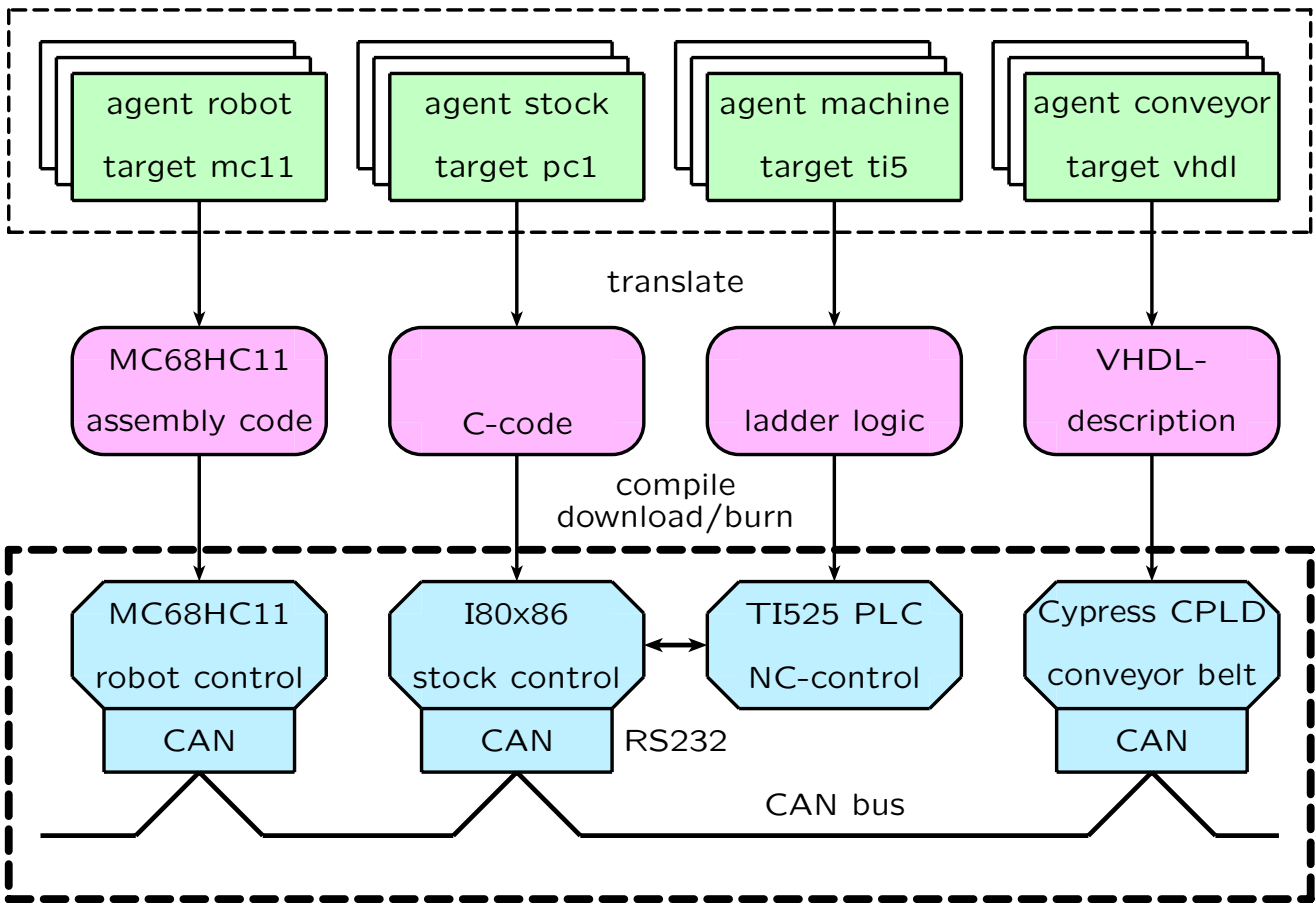 agent robot
target mc11
agent stock
target pc1
agent machine
target ti5
agent conveyor
target vhdl
translate
MC68HC11
assembly code
C-code
ladder logic
VHDL-
description
compile
download/burn
MC68HC11
robot control
CAN
I80x86
stock control
CAN
RS232
TI525 PLC
NC-control
Cypress CPLD
conveyor belt
CAN
CAN bus